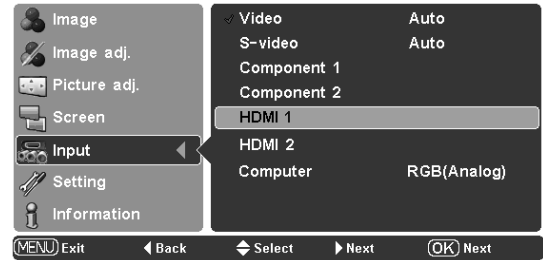 Image
Image adj.
Picture adj.
Screen
Input
Setting
Information
Video Auto
S-video Auto
Component 1
Component 2
HDMI 1
HDMI 2
Computer RGB(Analog)
MENU Exit Back Select Next OK Next